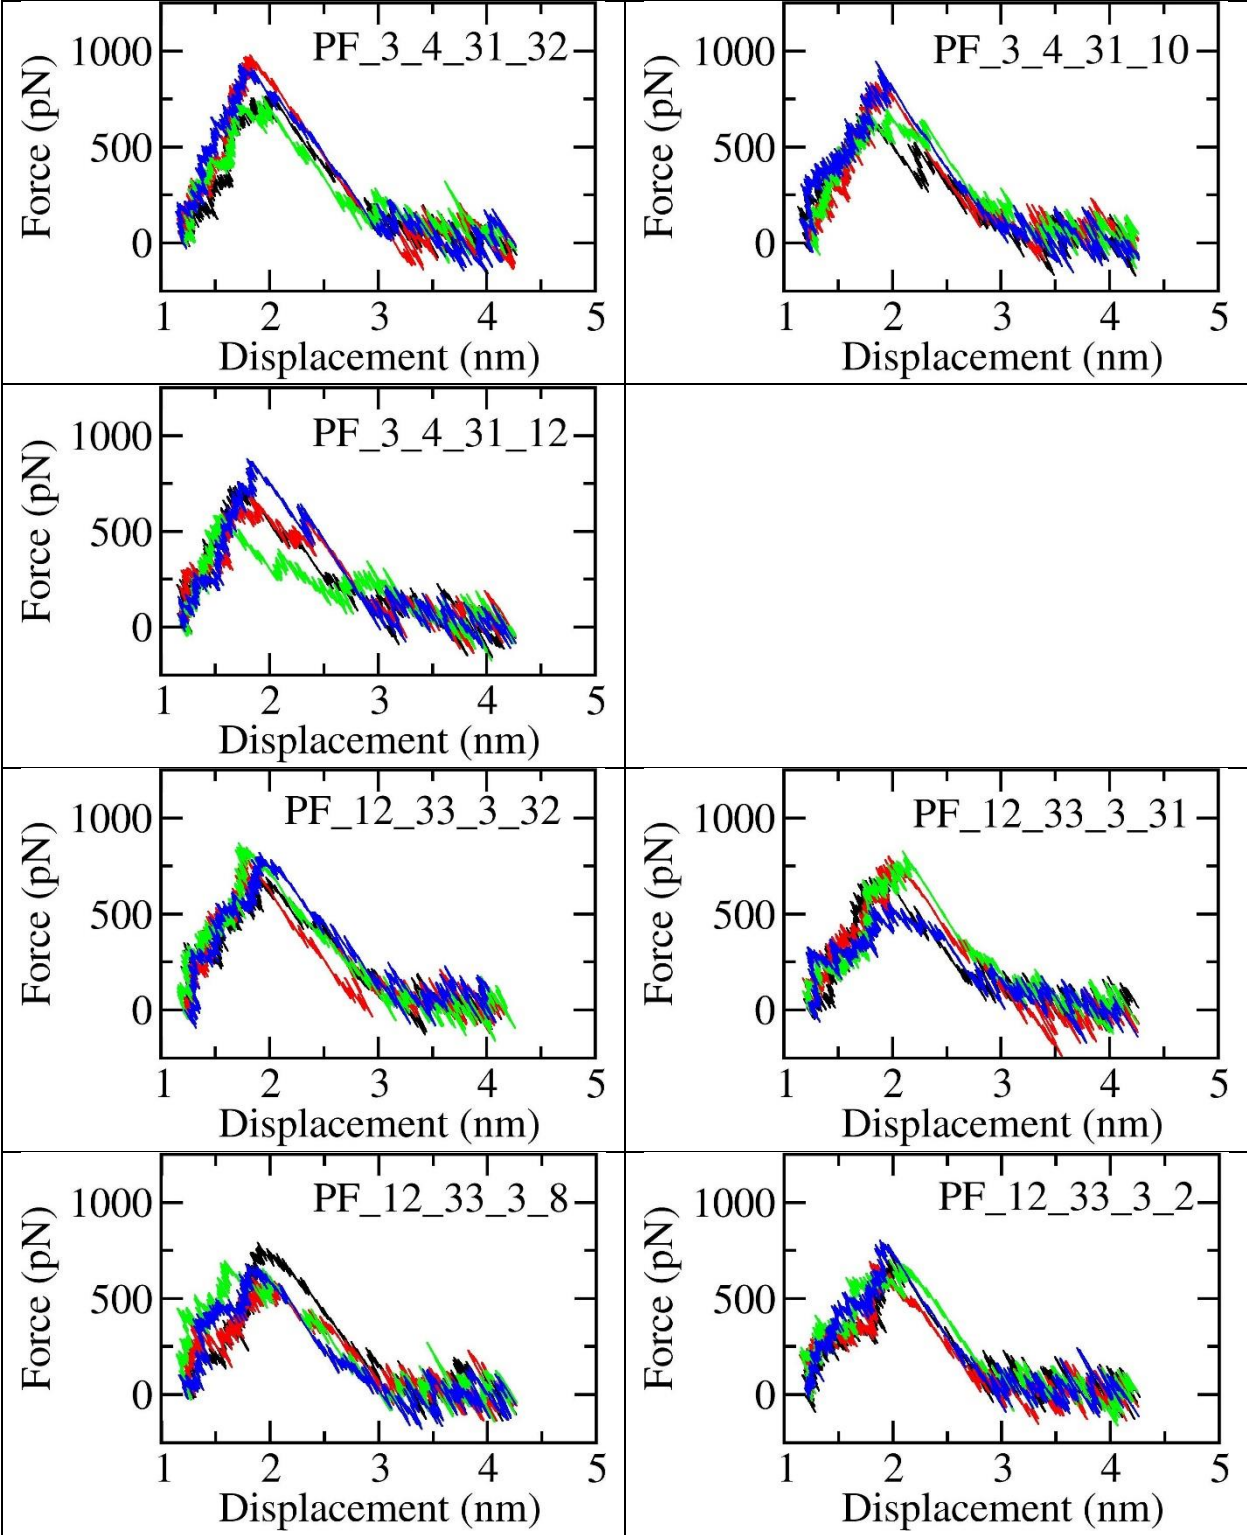 PF_3_4_31_32
1000
500
0
Force (pN)
1 2 3 4 5
Displacement (nm)
PF_3_4_31_10
1000
500
0
Force (pN)
1 2 3 4 5
Displacement (nm)
PF_3_4_31_12
1000
500
0
Force (pN)
1 2 3 4 5
Displacement (nm)
PF_12_33_3_32
1000
500
0
Force (pN)
1 2 3 4 5
Displacement (nm)
PF_12_33_3_31
1000
500
0
Force (pN)
1 2 3 4 5
Displacement (nm)
PF_12_33_3_8
1000
500
0
Force (pN)
1 2 3 4 5
Displacement (nm)
PF_12_33_3_2
1000
500
0
Force (pN)
1 2 3 4 5
Displacement (nm)